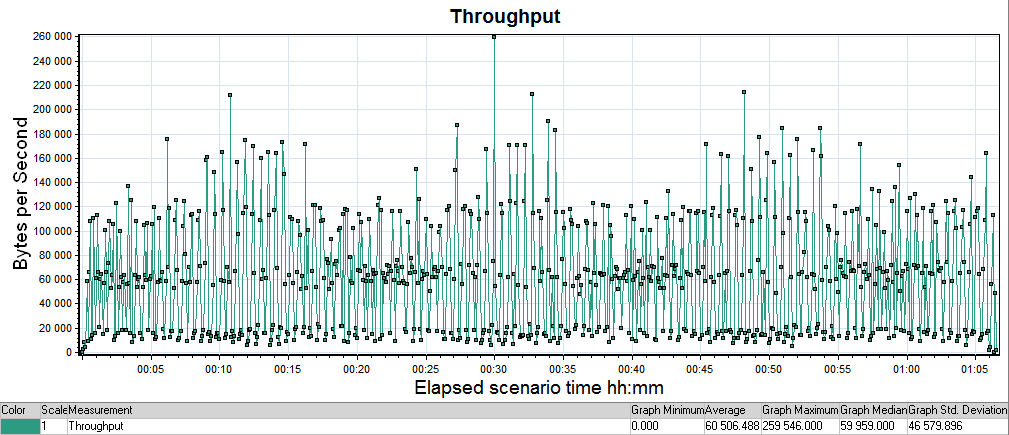 Throughput
Bytes per Second
260 000
240 000
220 000
200 000
180 000
160 000
140 000
120 000
100 000
80 000
60 000
40 000
20 000
0
00:05 00:10 00:15 00:20 00:25 00:30 00:35 00:40 00:45 00:50 00:55 01:00 01:05
Elapsed scenario time hh:mm
Color Scale Measurement Graph Minimum Average Graph Maximum Graph Median Graph Std. Deviation
1 Throughput 0.000 60 506.488 259 546.000 59 959.000 46 579.896